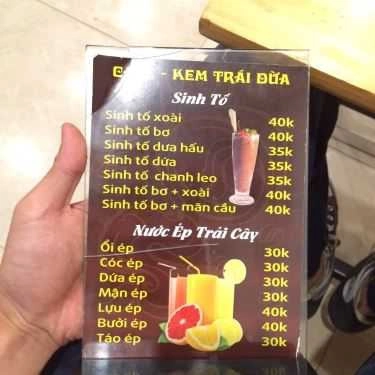 - KEM TRÁI DỪA
Sinh Tố
Sinh tố xoài 40k
Sinh tố bơ 40k
Sinh tố dưa hấu 35k
Sinh tố dứa 35k
Sinh tố chanh leo 35k
Sinh tố bơ + xoài 40k
Sinh tố bơ + mãn cầu 40k
Nước Ép Trái Cây
Ổi ép 30k
Cóc ép 30k
Dứa ép 30k
Mận ép 30k
Lựu ép 40k
Bưởi ép 40k
Táo ép 30k